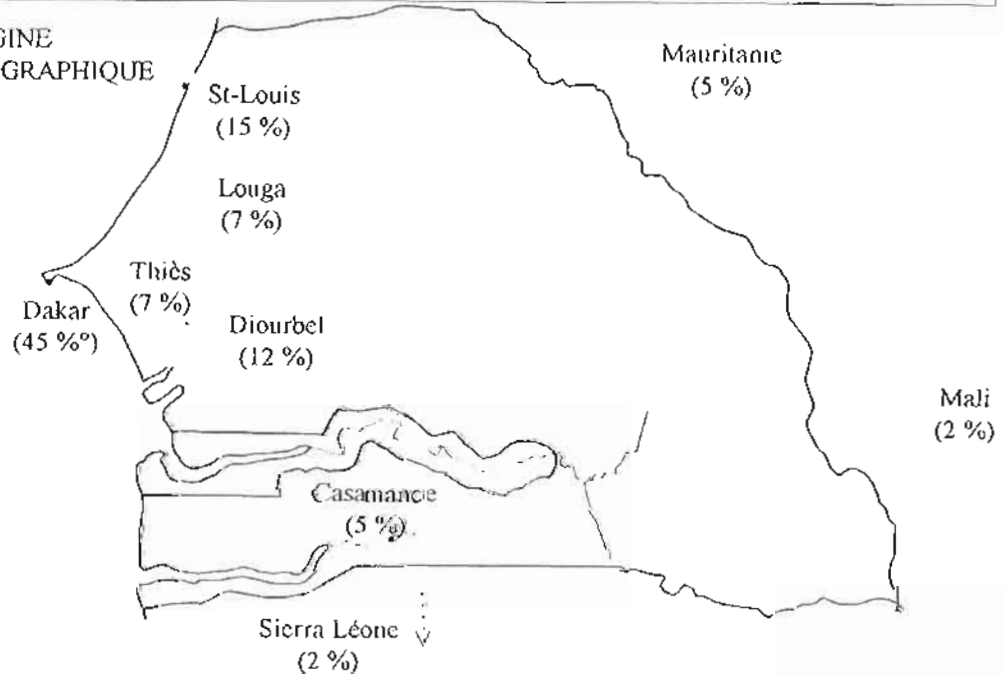 GINE
GRAPHIQUE
Mauritanie
(5 %)
St-Louis
(15 %)
Louga
(7 %)
Thiès
(7 %)
Dakar
(45 %°)
Diourbel
(12 %)
Mali
(2 %)
Casamance
(5 %)
Sierra Léone
(2 %)